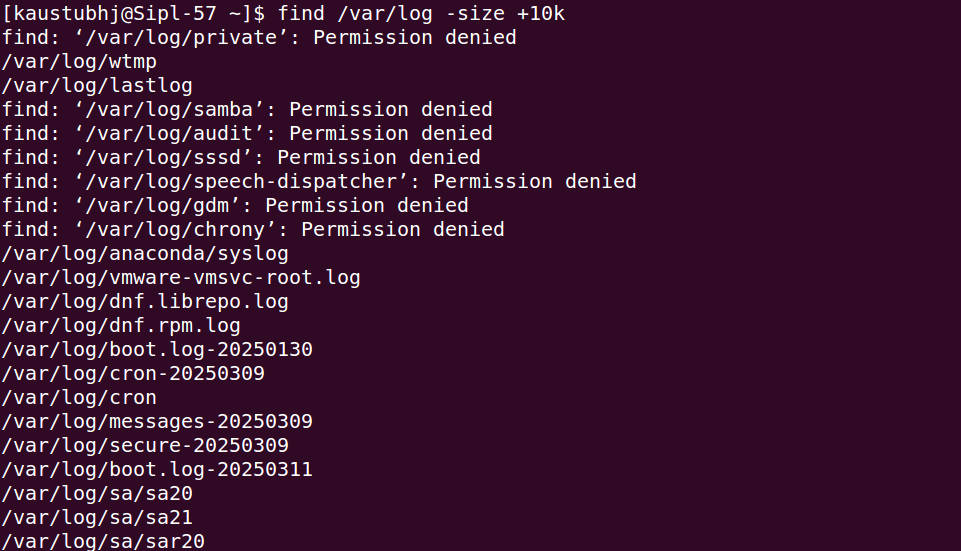 [kaustubhj@Sipl-57 ~]$ find /var/log -size +10k
find: ‘/var/log/private’: Permission denied
/var/log/wtmp
/var/log/lastlog
find: ‘/var/log/samba’: Permission denied
find: ‘/var/log/audit’: Permission denied
find: ‘/var/log/sssd’: Permission denied
find: ‘/var/log/speech-dispatcher’: Permission denied
find: ‘/var/log/gdm’: Permission denied
find: ‘/var/log/chrony’: Permission denied
/var/log/anaconda/syslog
/var/log/vmware-vmsvc-root.log
/var/log/dnf.librepo.log
/var/log/dnf.rpm.log
/var/log/boot.log-20250130
/var/log/cron-20250309
/var/log/cron
/var/log/messages-20250309
/var/log/secure-20250309
/var/log/boot.log-20250311
/var/log/sa/sa20
/var/log/sa/sa21
/var/log/sa/sar20